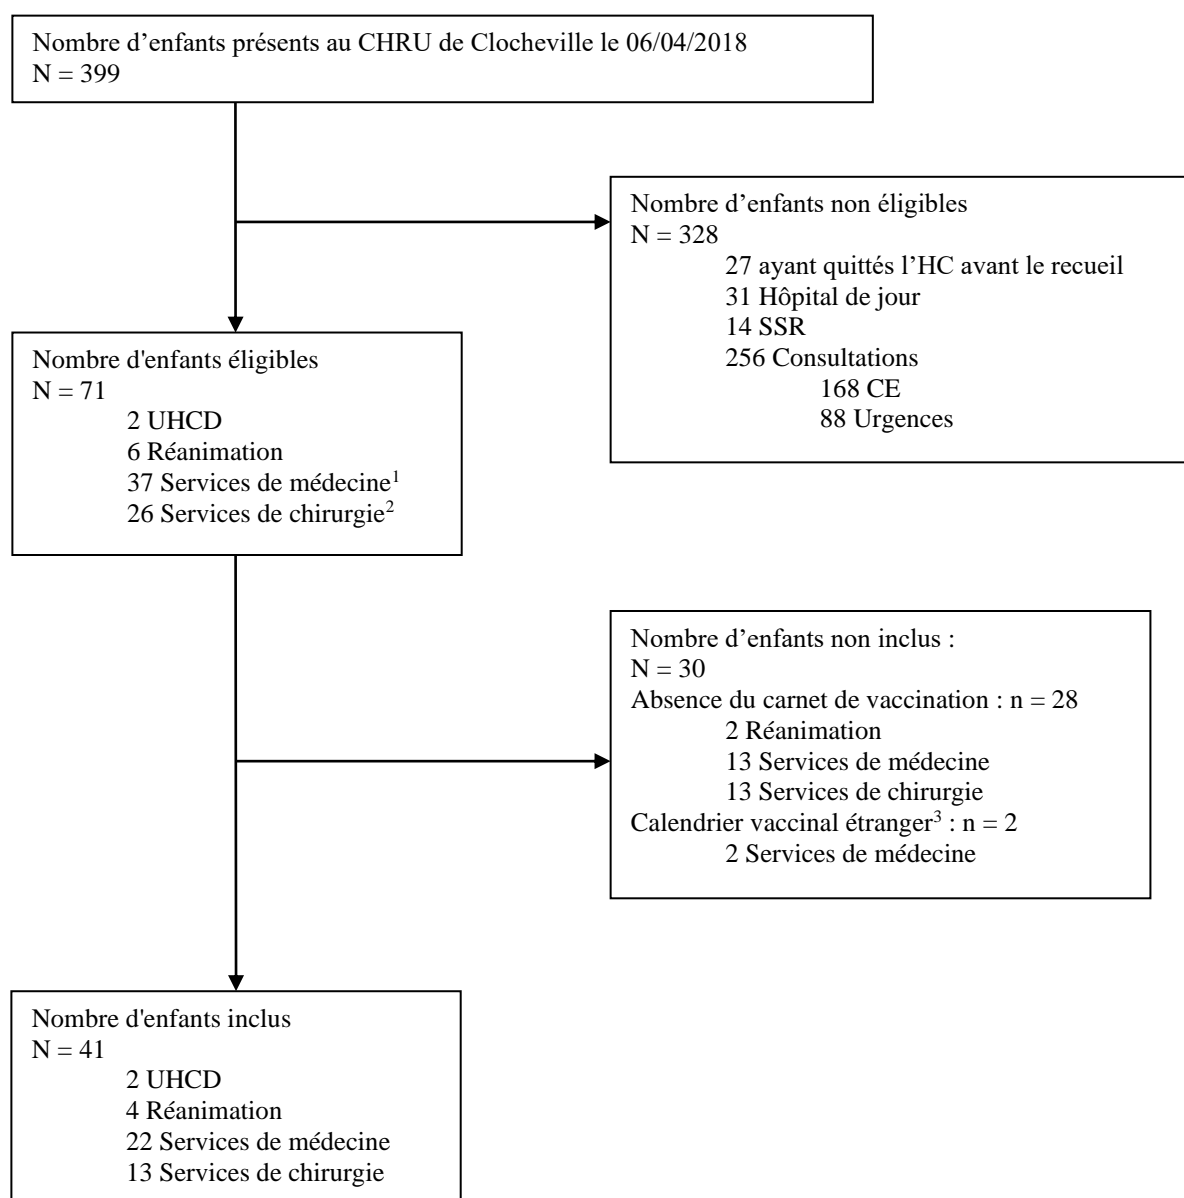 Nombre d’enfants présents au CHRU de Clocheville le 06/04/2018
N = 399
Nombre d’enfants non éligibles
N = 328
27 ayant quittés l’HC avant le recueil
31 Hôpital de jour
14 SSR
256 Consultations
168 CE
88 Urgences
Nombre d'enfants éligibles
N = 71
2 UHCD
6 Réanimation
37 Services de médecine¹
26 Services de chirurgie²
Nombre d’enfants non inclus :
N = 30
Absence du carnet de vaccination : n = 28
2 Réanimation
13 Services de médecine
13 Services de chirurgie
Calendrier vaccinal étranger³ : n = 2
2 Services de médecine
Nombre d'enfants inclus
N = 41
2 UHCD
4 Réanimation
22 Services de médecine
13 Services de chirurgie